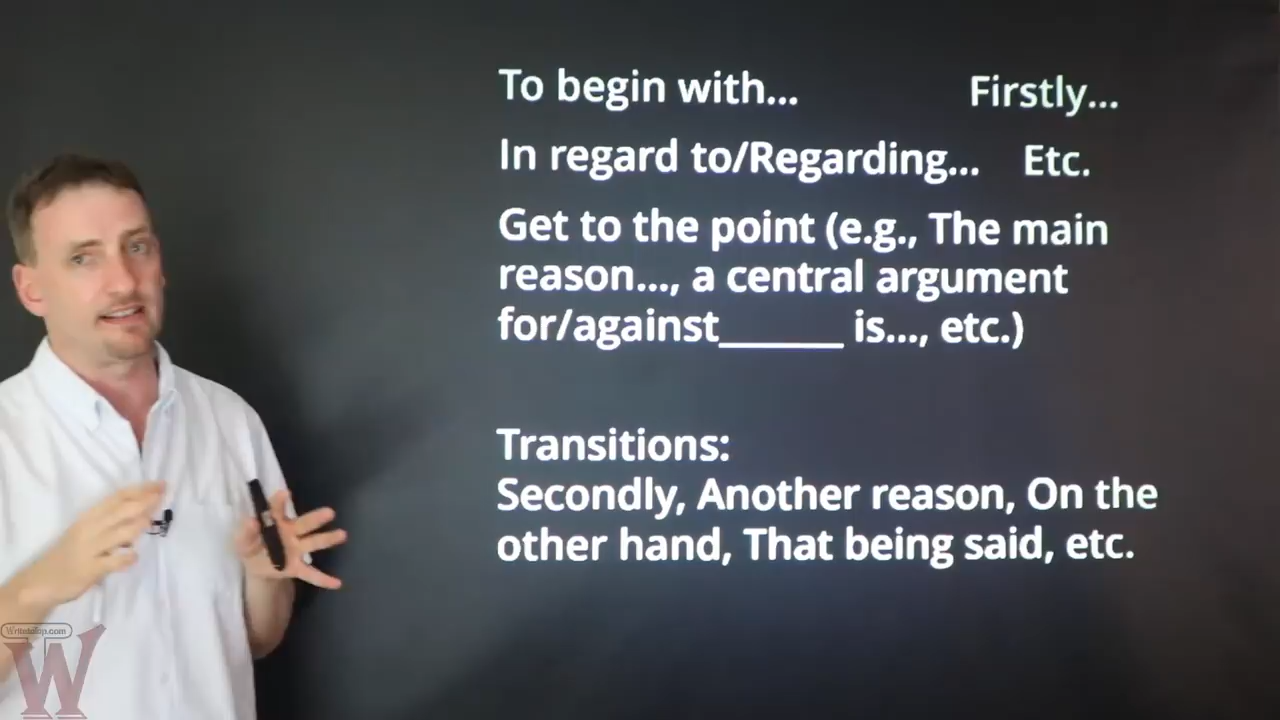 To begin with... Firstly...
In regard to/Regarding... Etc.
Get to the point (e.g., The main
reason..., a central argument
for/against______ is..., etc.)
Transitions:
Secondly, Another reason, On the
other hand, That being said, etc.
WritetoTop.com
W